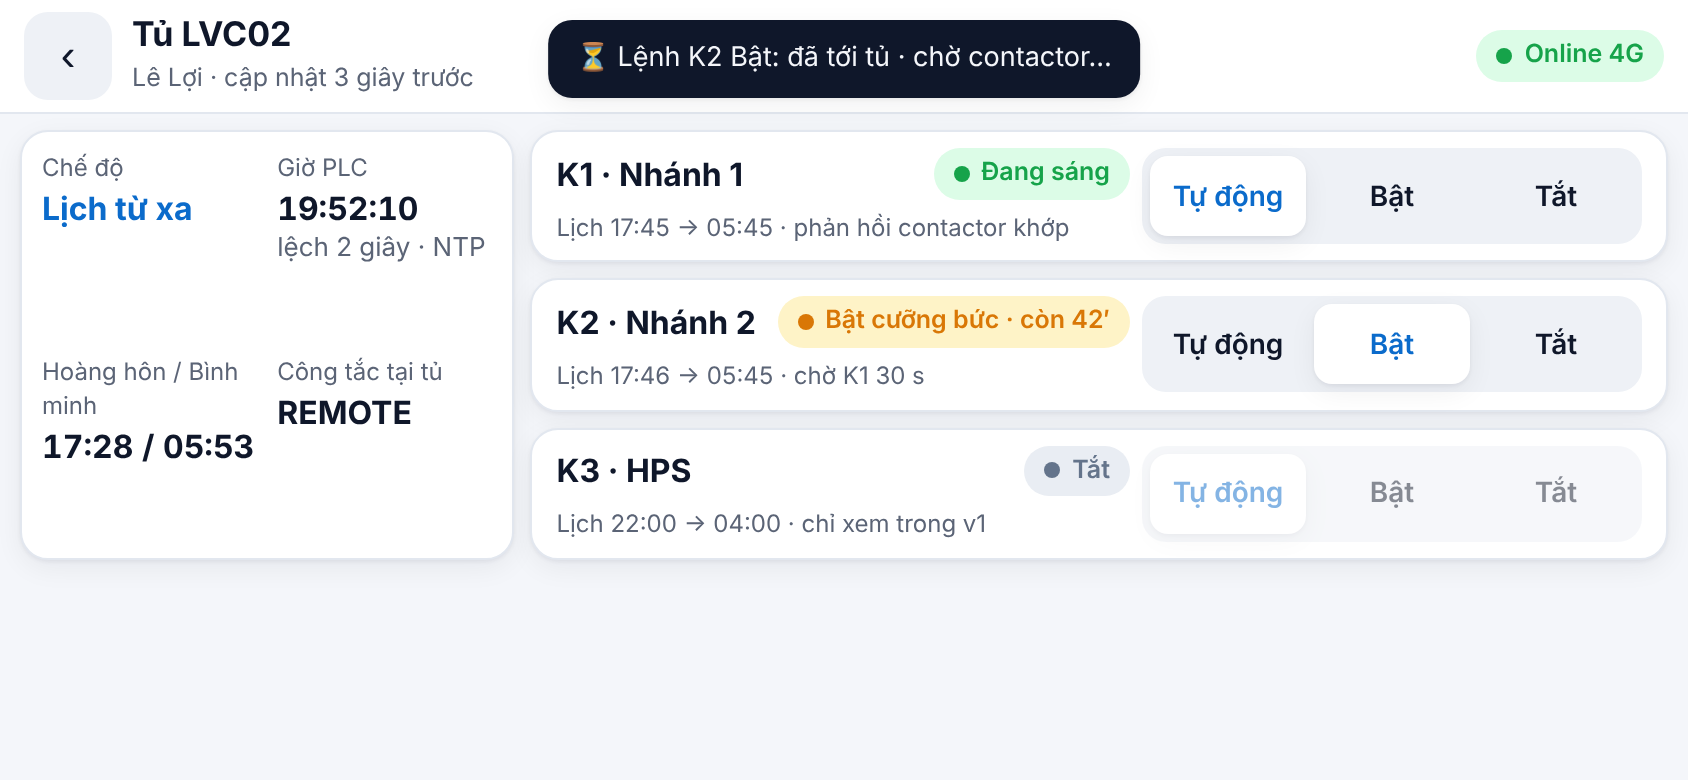 ‹
Tủ LVC02
Lê Lợi · cập nhật 3 giây trước
⏳ Lệnh K2 Bật: đã tới tủ · chờ contactor...
Online 4G
Chế độ
Lịch từ xa
Giờ PLC
19:52:10
lệch 2 giây · NTP
Hoàng hôn / Bình
minh
17:28 / 05:53
Công tắc tại tủ
REMOTE
K1 · Nhánh 1
Đang sáng
Lịch 17:45 → 05:45 · phản hồi contactor khớp
Tự động Bật Tắt
K2 · Nhánh 2
Bật cưỡng bức · còn 42′
Lịch 17:46 → 05:45 · chờ K1 30 s
Tự động Bật Tắt
K3 · HPS
Tắt
Lịch 22:00 → 04:00 · chỉ xem trong v1
Tự động Bật Tắt